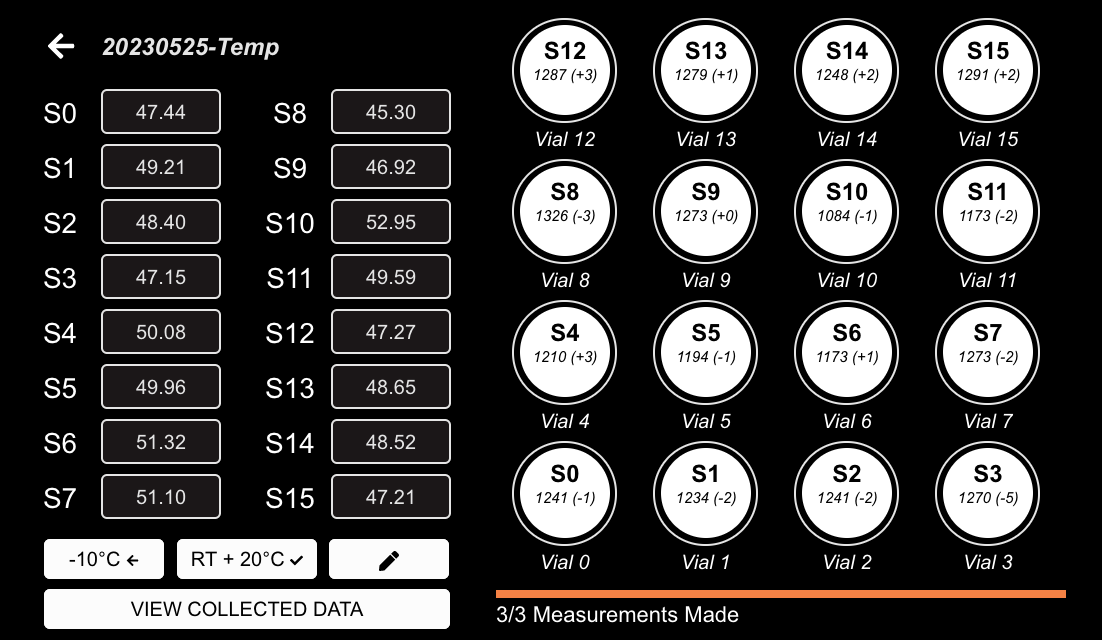 20230525-Temp
S0 47.44 S8 45.30
S1 49.21 S9 46.92
S2 48.40 S10 52.95
S3 47.15 S11 49.59
S4 50.08 S12 47.27
S5 49.96 S13 48.65
S6 51.32 S14 48.52
S7 51.10 S15 47.21
-10°C RT + 20°C
VIEW COLLECTED DATA
S12 S13 S14 S15
1287 (+3) 1279 (+1) 1248 (+2) 1291 (+2)
Vial 12 Vial 13 Vial 14 Vial 15
S8 S9 S10 S11
1326 (-3) 1273 (+0) 1084 (-1) 1173 (-2)
Vial 8 Vial 9 Vial 10 Vial 11
S4 S5 S6 S7
1210 (+3) 1194 (-1) 1173 (+1) 1273 (-2)
Vial 4 Vial 5 Vial 6 Vial 7
S0 S1 S2 S3
1241 (-1) 1234 (-2) 1241 (-2) 1270 (-5)
Vial 0 Vial 1 Vial 2 Vial 3
3/3 Measurements Made